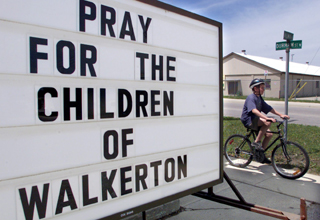 PRAY
FOR THE
CHILDREN
OF
WALKERTON